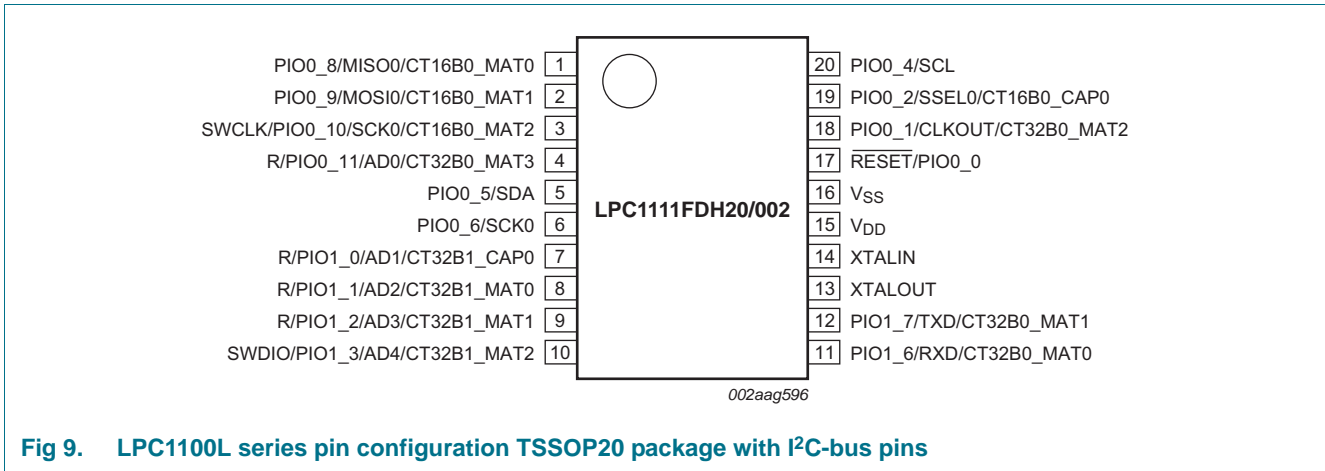 PIO0_8/MISO0/CT16B0_MAT0 1
PIO0_9/MOSI0/CT16B0_MAT1 2
SWCLK/PIO0_10/SCK0/CT16B0_MAT2 3
R/PIO0_11/AD0/CT32B0_MAT3 4
PIO0_5/SDA 5
PIO0_6/SCK0 6
R/PIO1_0/AD1/CT32B1_CAP0 7
R/PIO1_1/AD2/CT32B1_MAT0 8
R/PIO1_2/AD3/CT32B1_MAT1 9
SWDIO/PIO1_3/AD4/CT32B1_MAT2 10
LPC1111FDH20/002
20 PIO0_4/SCL
19 PIO0_2/SSEL0/CT16B0_CAP0
18 PIO0_1/CLKOUT/CT32B0_MAT2
17 RESET/PIO0_0
16 VSS
15 VDD
14 XTALIN
13 XTALOUT
12 PIO1_7/TXD/CT32B0_MAT1
11 PIO1_6/RXD/CT32B0_MAT0
002aag596
Fig 9. LPC1100L series pin configuration TSSOP20 package with I²C-bus pins